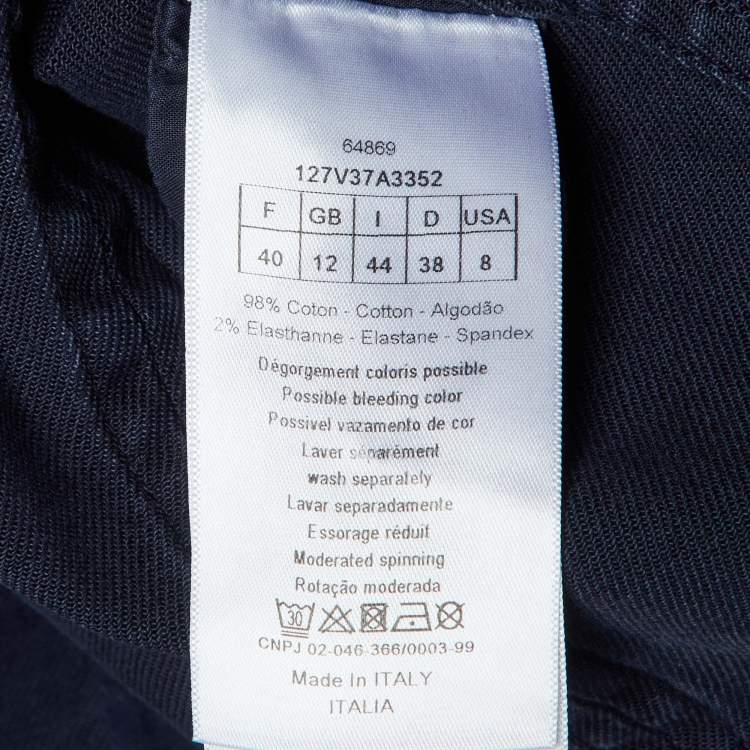 64869
127V37A3352
F GB I D USA
40 12 44 38 8
98% Coton - Cotton - Algodão
2% Elasthanne - Elastane - Spandex
Dégorgement coloris possible
Possible bleeding color
Possivel vazamento de cor
Laver séparément
wash separately
Lavar separadamente
Essorage réduit
Moderated spinning
Rotação moderada
30
CNPJ 02-046-366/0003-99
Made In ITALY
ITALIA